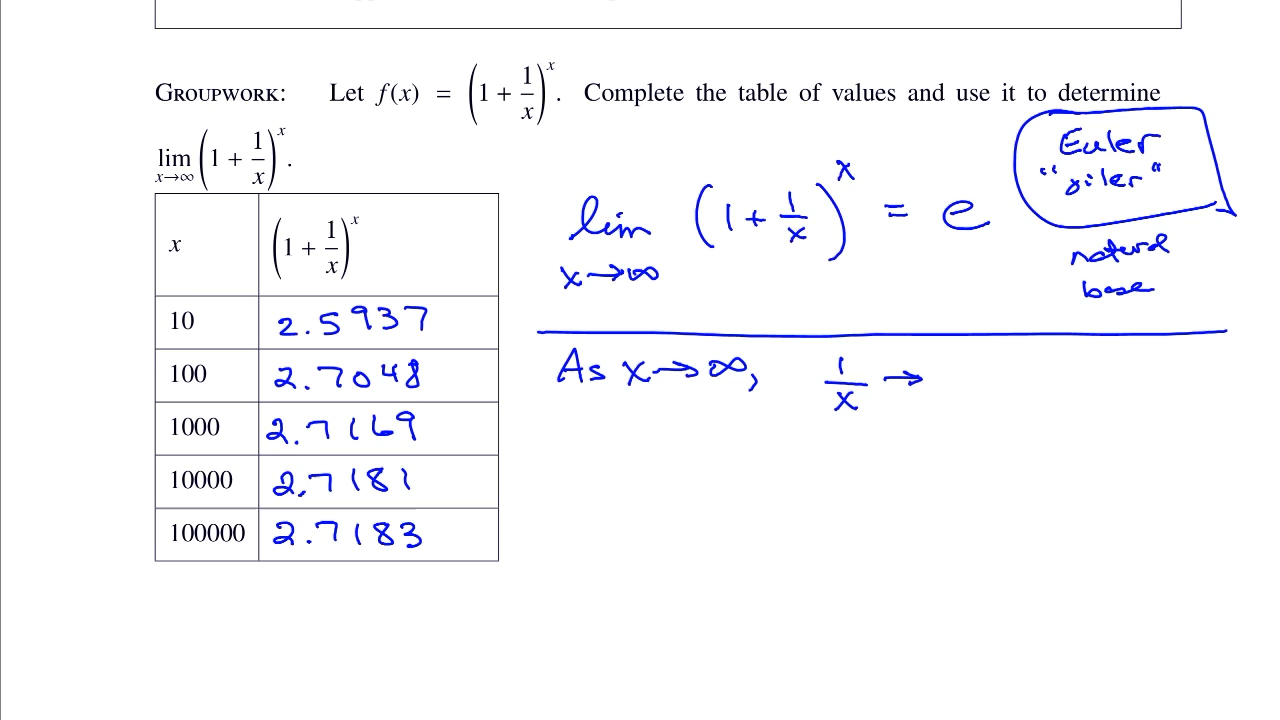 GROUPWORK: Let f(x) = (1 + 1/x)^x. Complete the table of values and use it to determine
lim x→∞ (1 + 1/x)^x.
x (1 + 1/x)^x
10 2.5937
100 2.7048
1000 2.7169
10000 2.7181
100000 2.7183
lim x→∞ (1 + 1/x)^x = e
Euler
"oiler"
natural
base
As x→∞, 1/x →